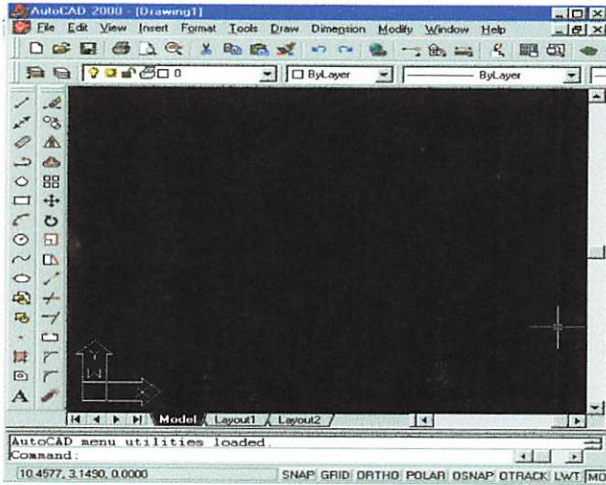 AutoCAD 2000 - [Drawing1]
File Edit View Insert Format Tools Draw Dimension Modify Window Help
0 ByLayer ByLayer
A
Y
W
X
Model Layout1 Layout2
AutoCAD menu utilities loaded.
Command:
10.4577, 3.1490, 0.0000 SNAP GRID ORTHO POLAR OSNAP OTRACK LWT MO